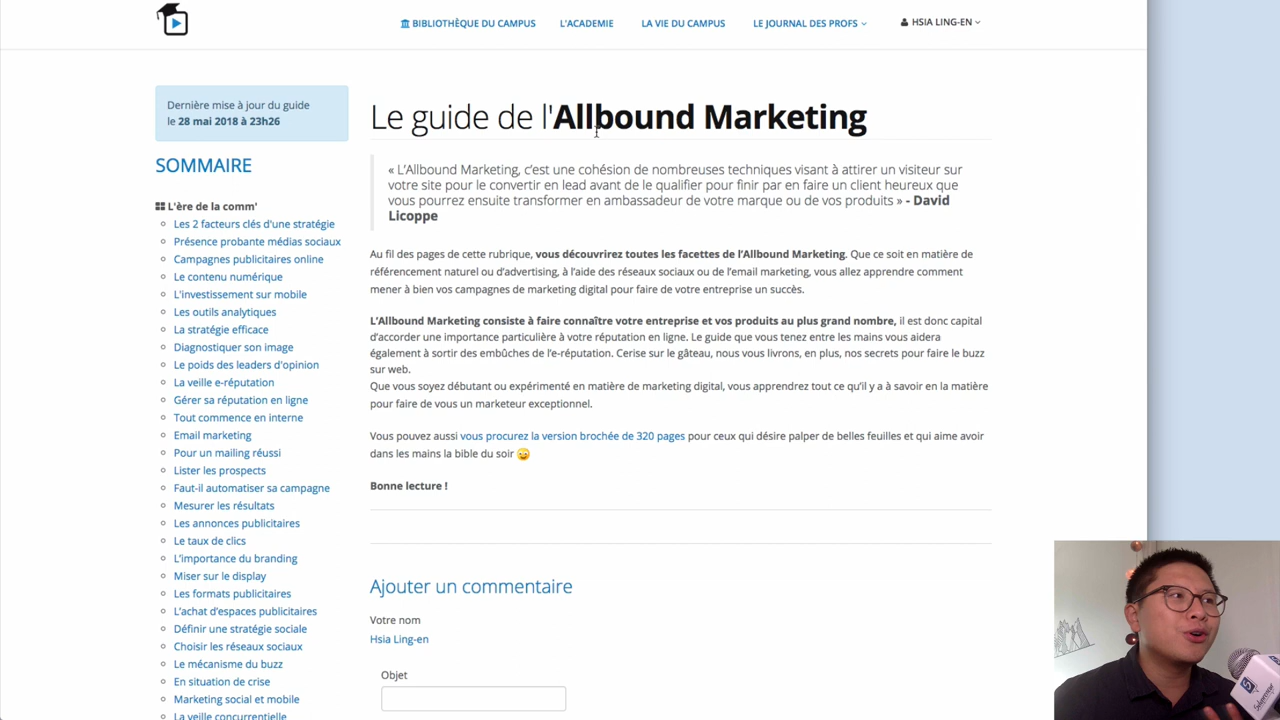 BIBLIOTHÈQUE DU CAMPUS
L'ACADEMIE
LA VIE DU CAMPUS
LE JOURNAL DES PROFS
HSIA LING-EN
Dernière mise à jour du guide
le 28 mai 2018 à 23h26
SOMMAIRE
L'ère de la comm'
Les 2 facteurs clés d'une stratégie
Présence probante médias sociaux
Campagnes publicitaires online
Le contenu numérique
L'investissement sur mobile
Les outils analytiques
La stratégie efficace
Diagnostiquer son image
Le poids des leaders d'opinion
La veille e-réputation
Gérer sa réputation en ligne
Tout commence en interne
Email marketing
Pour un mailing réussi
Lister les prospects
Faut-il automatiser sa campagne
Mesurer les résultats
Les annonces publicitaires
Le taux de clics
L'importance du branding
Miser sur le display
Les formats publicitaires
L'achat d'espaces publicitaires
Définir une stratégie sociale
Choisir les réseaux sociaux
Le mécanisme du buzz
En situation de crise
Marketing social et mobile
La veille concurrentielle
Le guide de l'Allbound Marketing
« L'Allbound Marketing, c'est une cohésion de nombreuses techniques visant à attirer un visiteur sur
votre site pour le convertir en lead avant de le qualifier pour finir par en faire un client heureux que
vous pourrez ensuite transformer en ambassadeur de votre marque ou de vos produits » - David
Licoppe
Au fil des pages de cette rubrique, vous découvrirez toutes les facettes de l'Allbound Marketing. Que ce soit en matière de
référencement naturel ou d'advertising, à l'aide des réseaux sociaux ou de l'email marketing, vous allez apprendre comment
mener à bien vos campagnes de marketing digital pour faire de votre entreprise un succès.
L'Allbound Marketing consiste à faire connaître votre entreprise et vos produits au plus grand nombre, il est donc capital
d'accorder une importance particulière à votre réputation en ligne. Le guide que vous tenez entre les mains vous aidera
également à sortir des embûches de l'e-réputation. Cerise sur le gâteau, nous vous livrons, en plus, nos secrets pour faire le buzz
sur web.
Que vous soyez débutant ou expérimenté en matière de marketing digital, vous apprendrez tout ce qu'il y a à savoir en la matière
pour faire de vous un marketeur exceptionnel.
Vous pouvez aussi vous procurez la version brochée de 320 pages pour ceux qui désire palper de belles feuilles et qui aime avoir
dans les mains la bible du soir
Bonne lecture !
Ajouter un commentaire
Votre nom
Hsia Ling-en
Objet